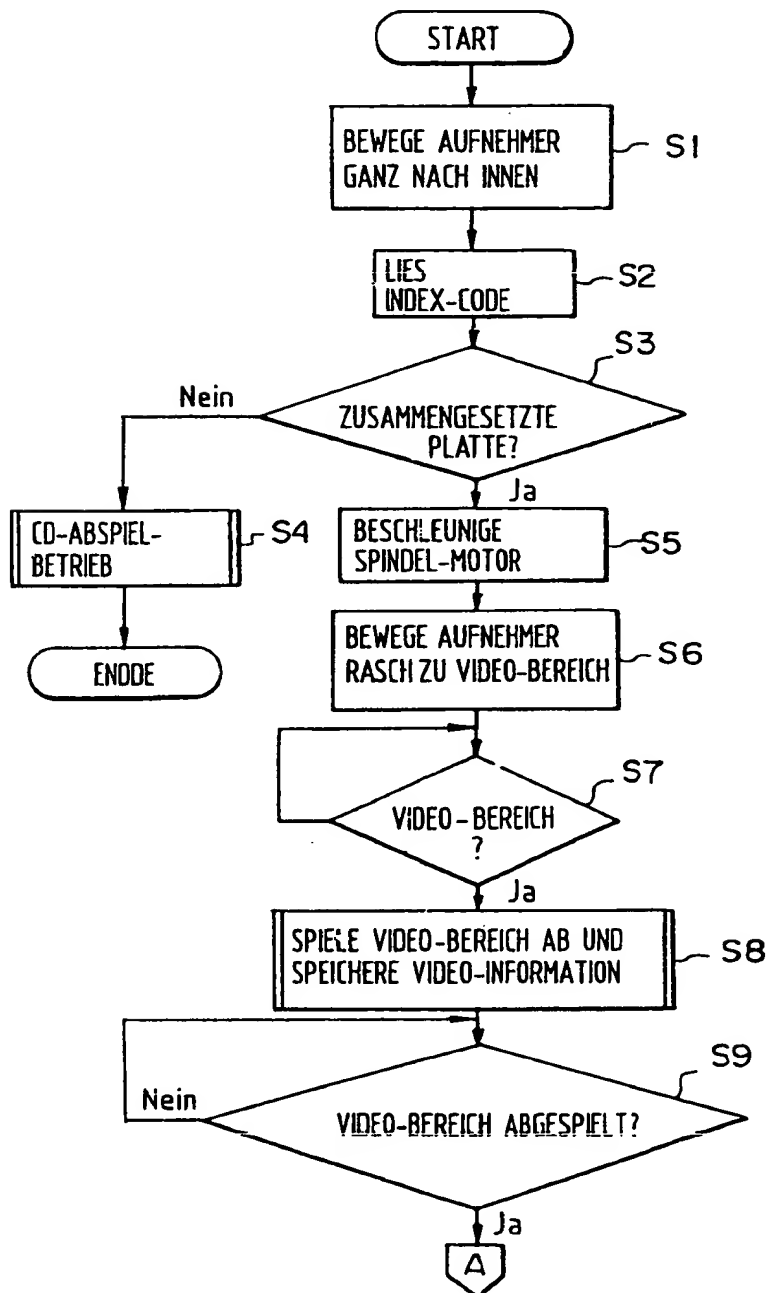 START
BEWEGE AUFNEHMER
GANZ NACH INNEN
S1
LIES
INDEX-CODE
S2
S3
Nein
ZUSAMMENGESETZTE
PLATTE?
Ja
CD-ABSPIEL-
BETRIEB
S4
BESCHLEUNIGE
SPINDEL-MOTOR
S5
ENDDE
BEWEGE AUFNEHMER
RASCH ZU VIDEO-BEREICH
S6
S7
VIDEO-BEREICH
?
Ja
SPIELE VIDEO-BEREICH AB UND
SPEICHERE VIDEO-INFORMATION
S8
S9
Nein
VIDEO-BEREICH ABGESPIELT?
Ja
A